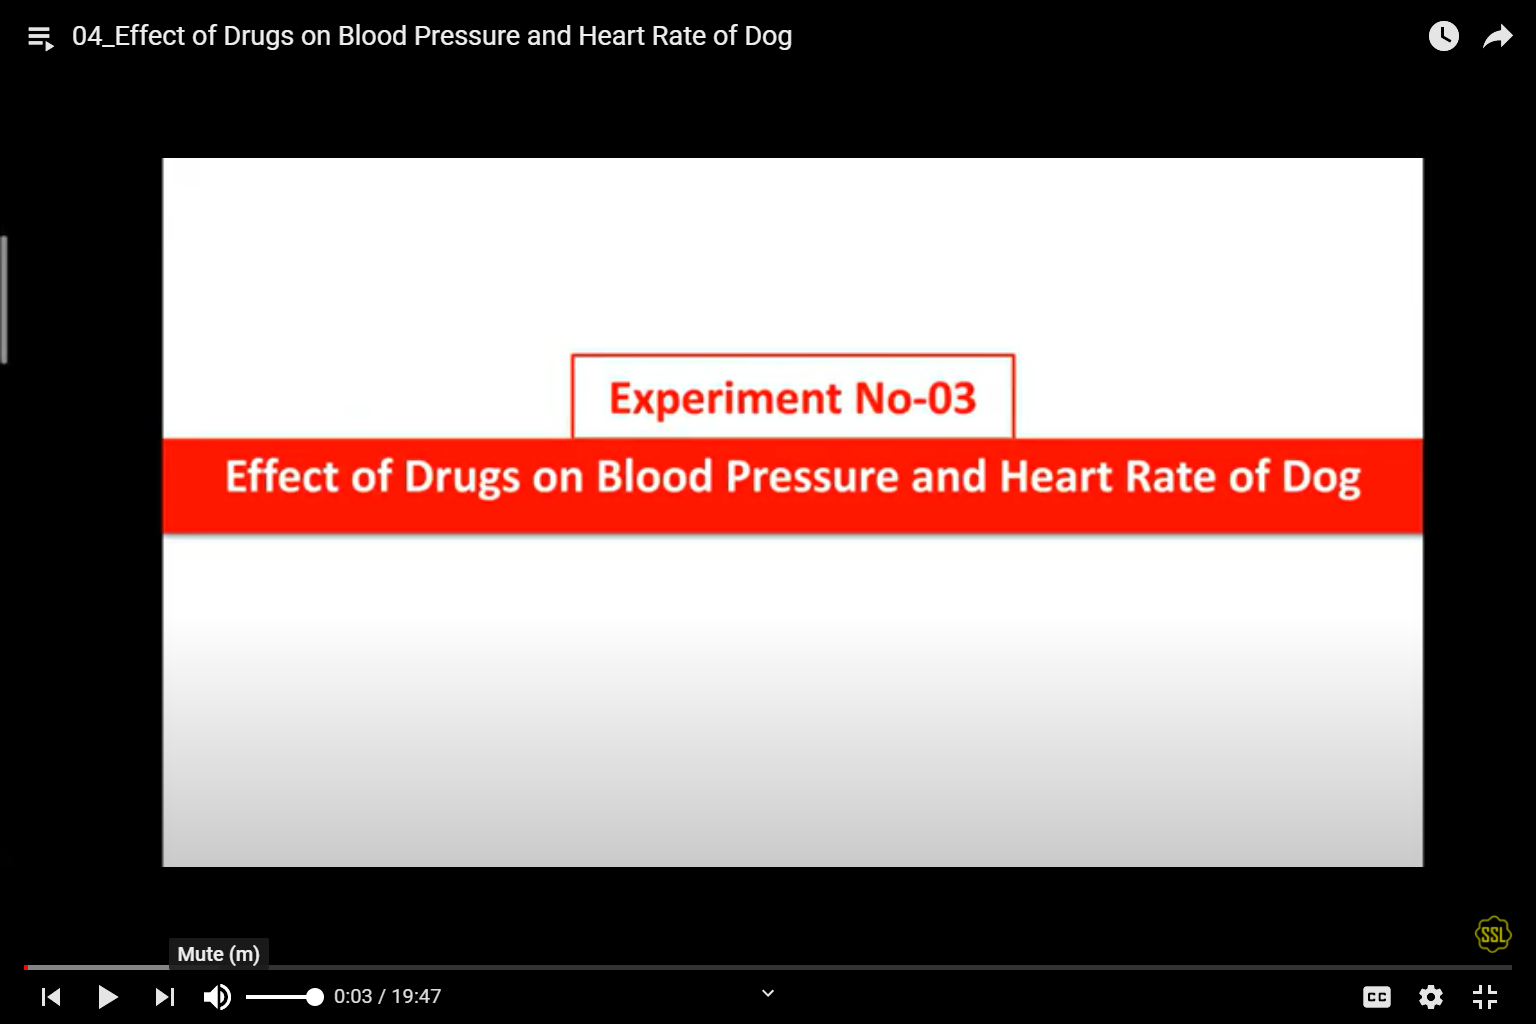 04_Effect of Drugs on Blood Pressure and Heart Rate of Dog
Experiment No-03
Effect of Drugs on Blood Pressure and Heart Rate of Dog
SSL
Mute (m)
0:03 / 19:47
CC